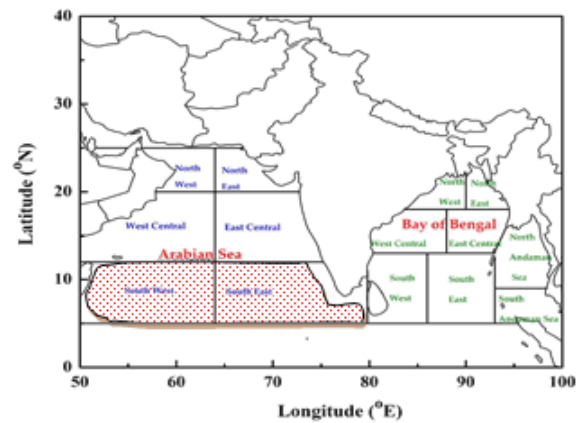 40
30
20
10
0
Latitude (°N)
North
West
North
East
West Central
East Central
Arabian Sea
South West
South East
North
West
North
East
Bay of Bengal
West Central
East Central
South
West
South
East
North
Andaman
Sea
South
Andaman Sea
50
60
70
80
90
100
Longitude (°E)